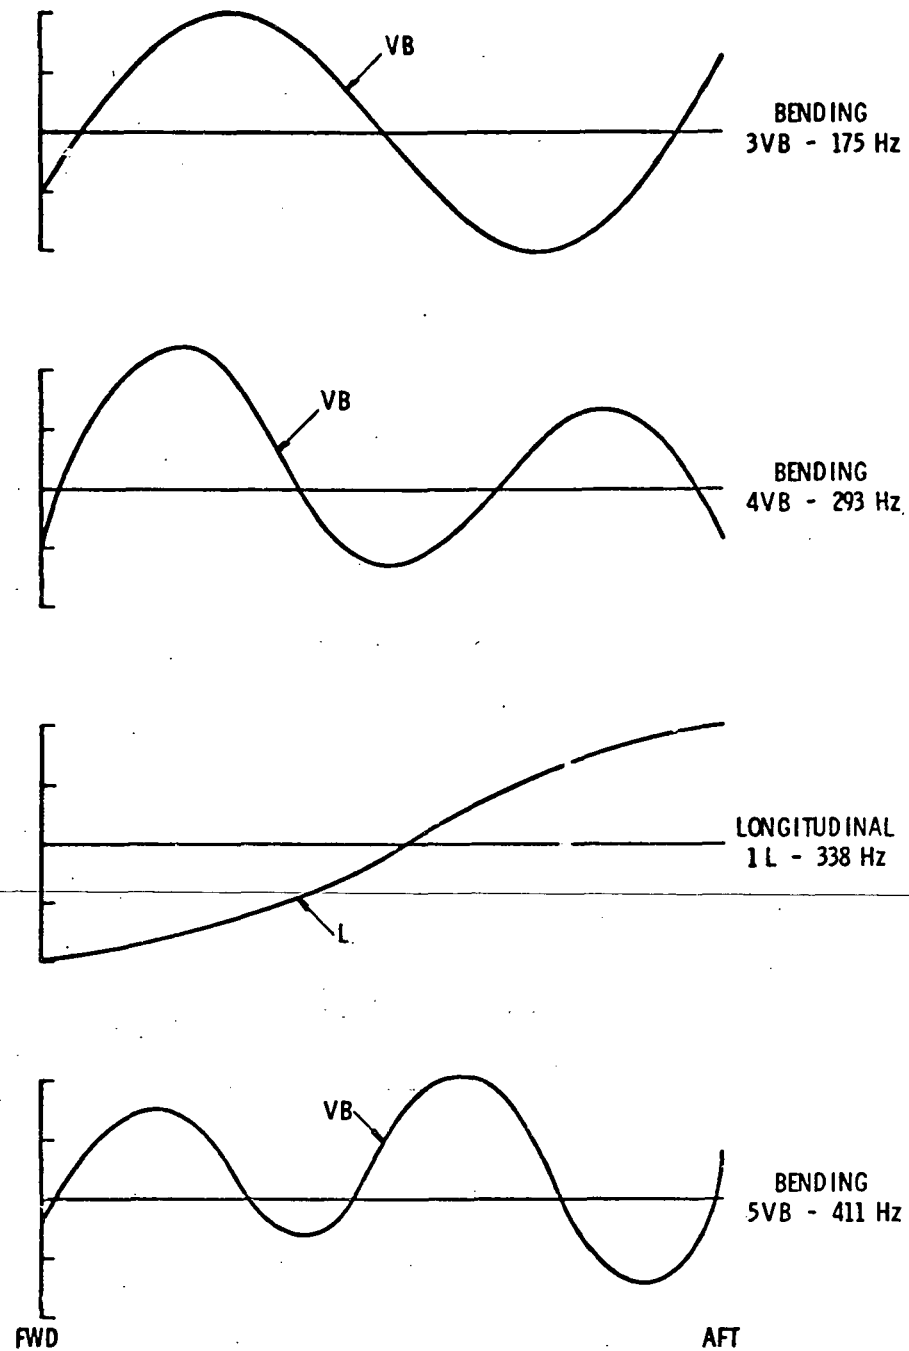 VB
BENDING
3VB - 175 Hz
VB
BENDING
4VB - 293 Hz
LONGITUDINAL
1 L - 338 Hz
L
VB
BENDING
5VB - 411 Hz
FWD
AFT